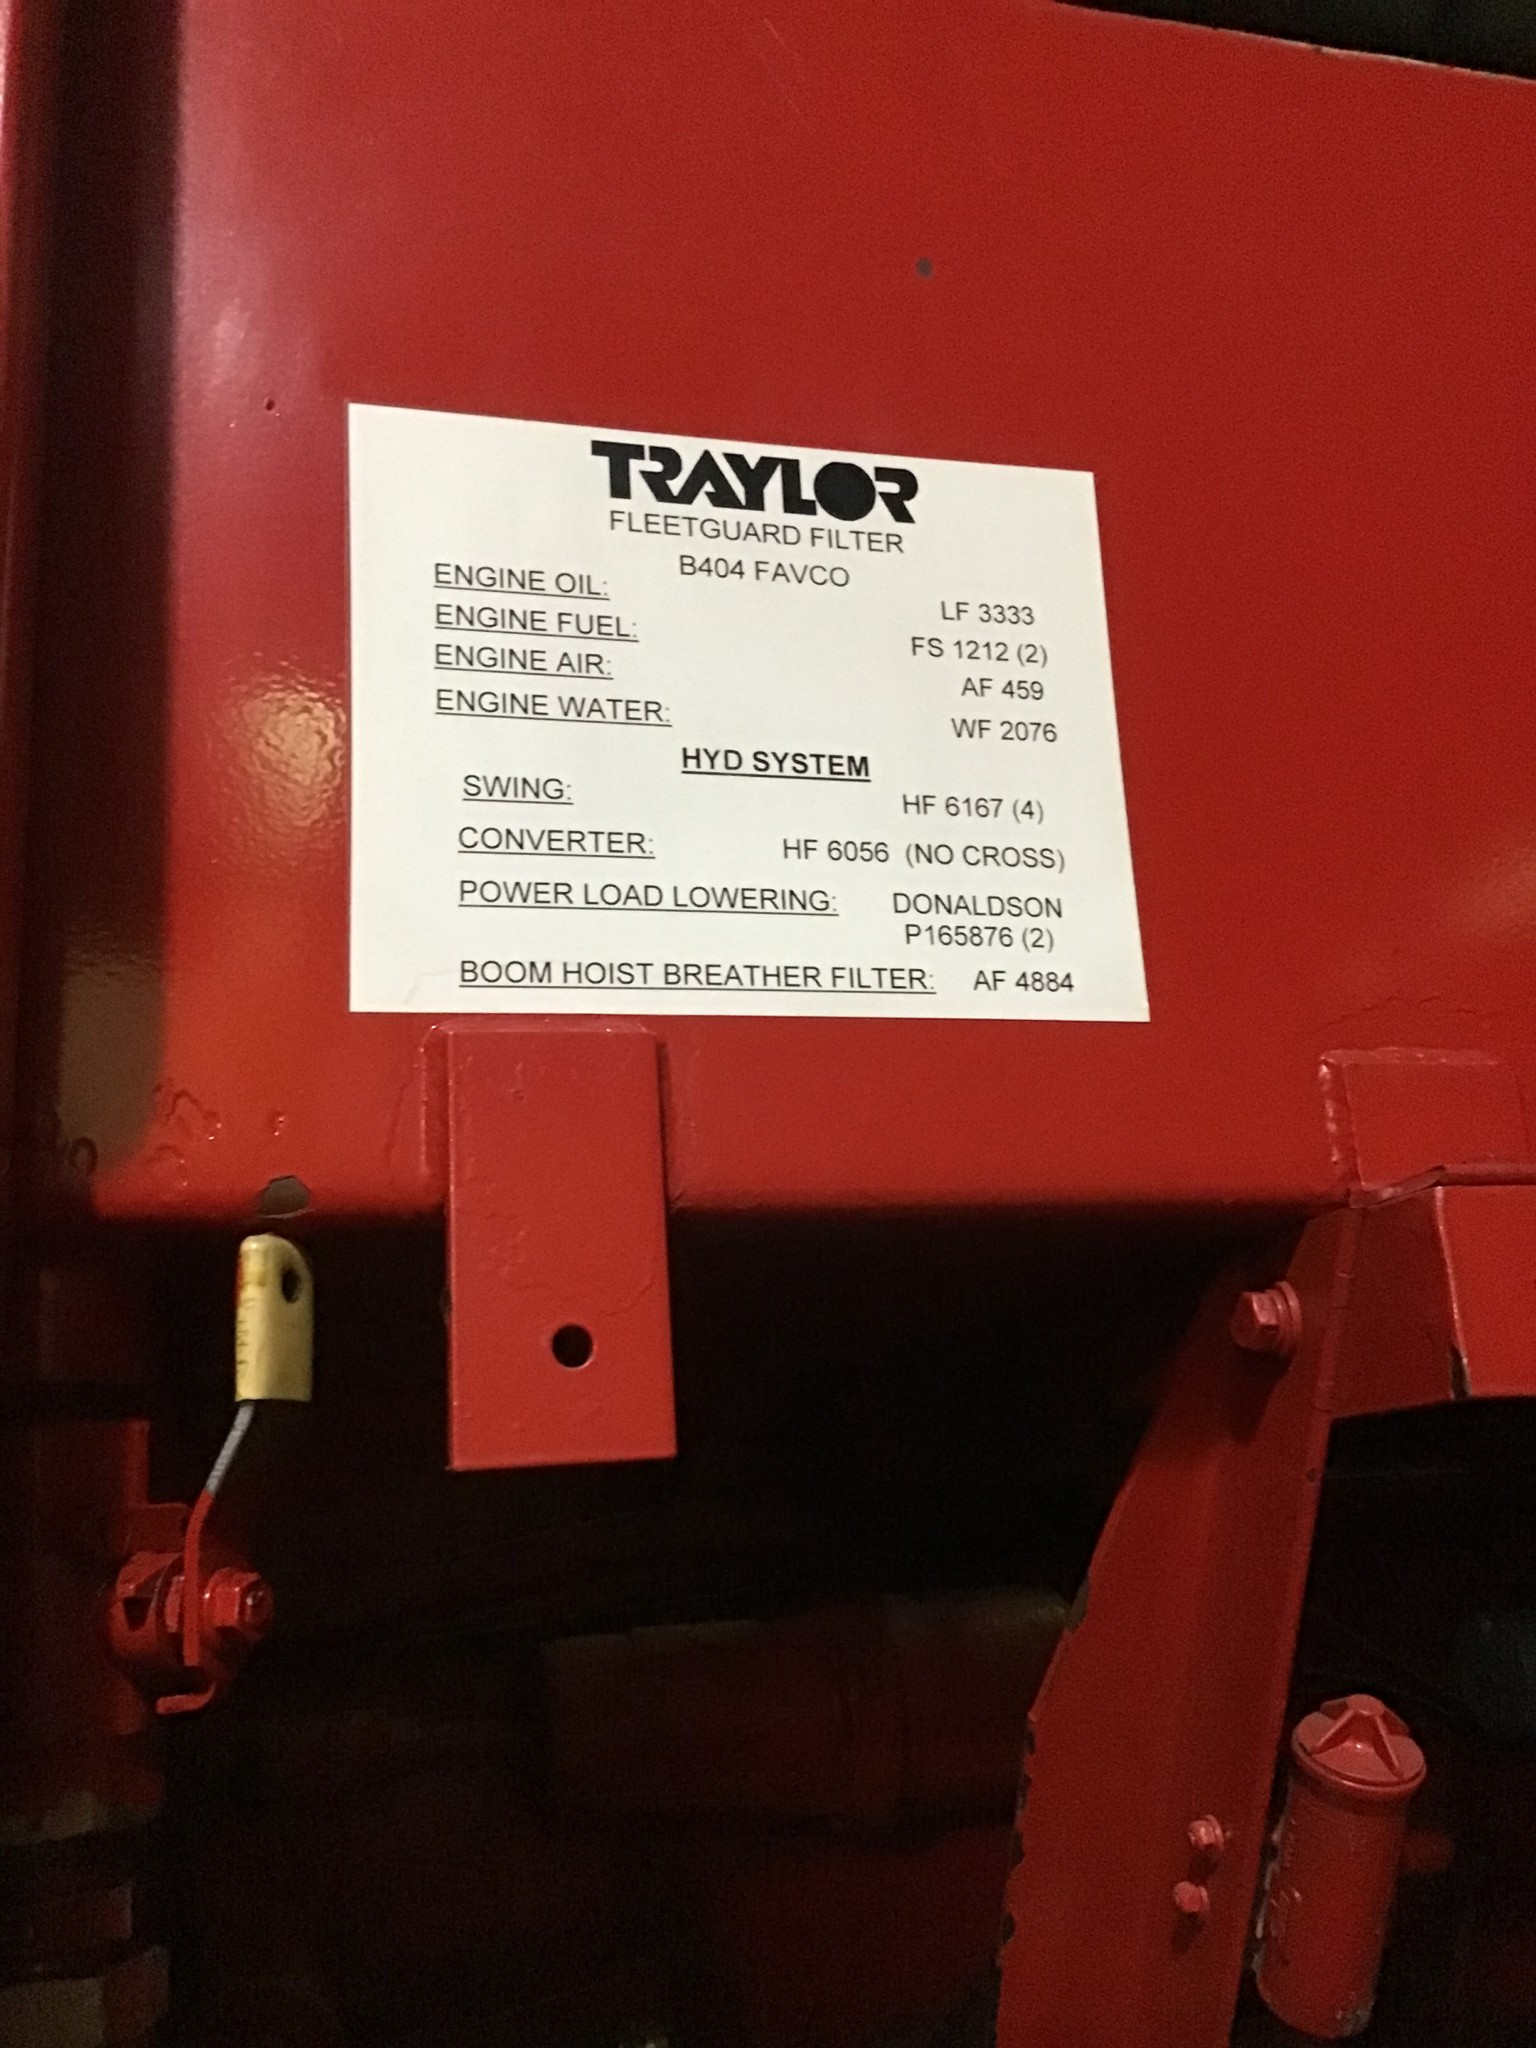 TRAYLOR
FLEETGUARD FILTER
B404 FAVCO
ENGINE OIL: LF 3333
ENGINE FUEL: FS 1212 (2)
ENGINE AIR: AF 459
ENGINE WATER: WF 2076
HYD SYSTEM
SWING: HF 6167 (4)
CONVERTER: HF 6056 (NO CROSS)
POWER LOAD LOWERING: DONALDSON
P165876 (2)
BOOM HOIST BREATHER FILTER: AF 4884